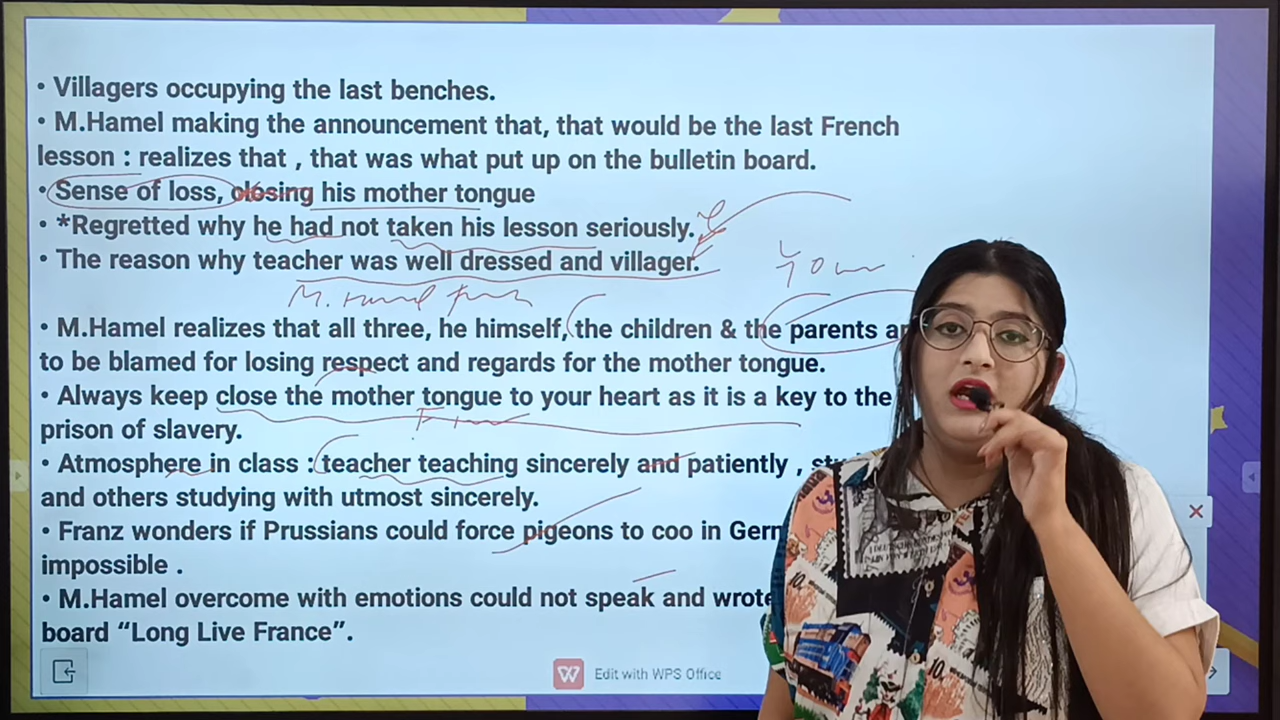 • Villagers occupying the last benches.
• M.Hamel making the announcement that, that would be the last French
lesson : realizes that , that was what put up on the bulletin board.
• Sense of loss, olosing his mother tongue
• *Regretted why he had not taken his lesson seriously.
• The reason why teacher was well dressed and villager.
M. Hamel
• M.Hamel realizes that all three, he himself, the children & the parents
to be blamed for losing respect and regards for the mother tongue.
• Always keep close the mother tongue to your heart as it is a key to the
prison of slavery.
• Atmosphere in class : teacher teaching sincerely and patiently ,
and others studying with utmost sincerely.
• Franz wonders if Prussians could force pigeons to coo in
impossible .
• M.Hamel overcome with emotions could not speak and wrote
board “Long Live France”.
Edit with WPS Office